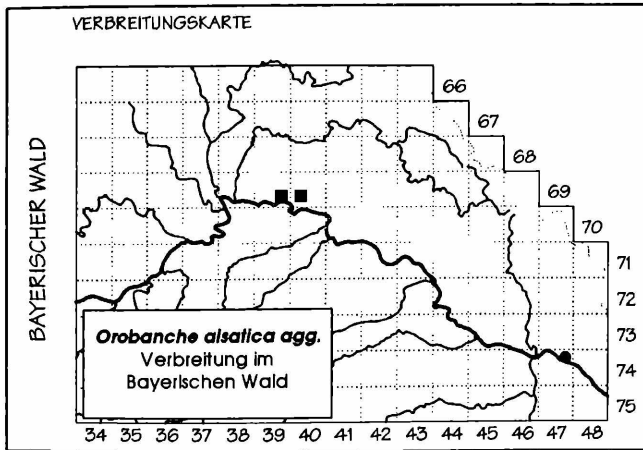 VERBREITUNGSKARTE
BAYERISCHER WALD
66
67
68
69
70
71
72
73
74
75
Orobanche alsatica agg.
Verbreitung im
Bayerischen Wald
34 35 36 37 38 39 40 41 42 43 44 45 46 47 48